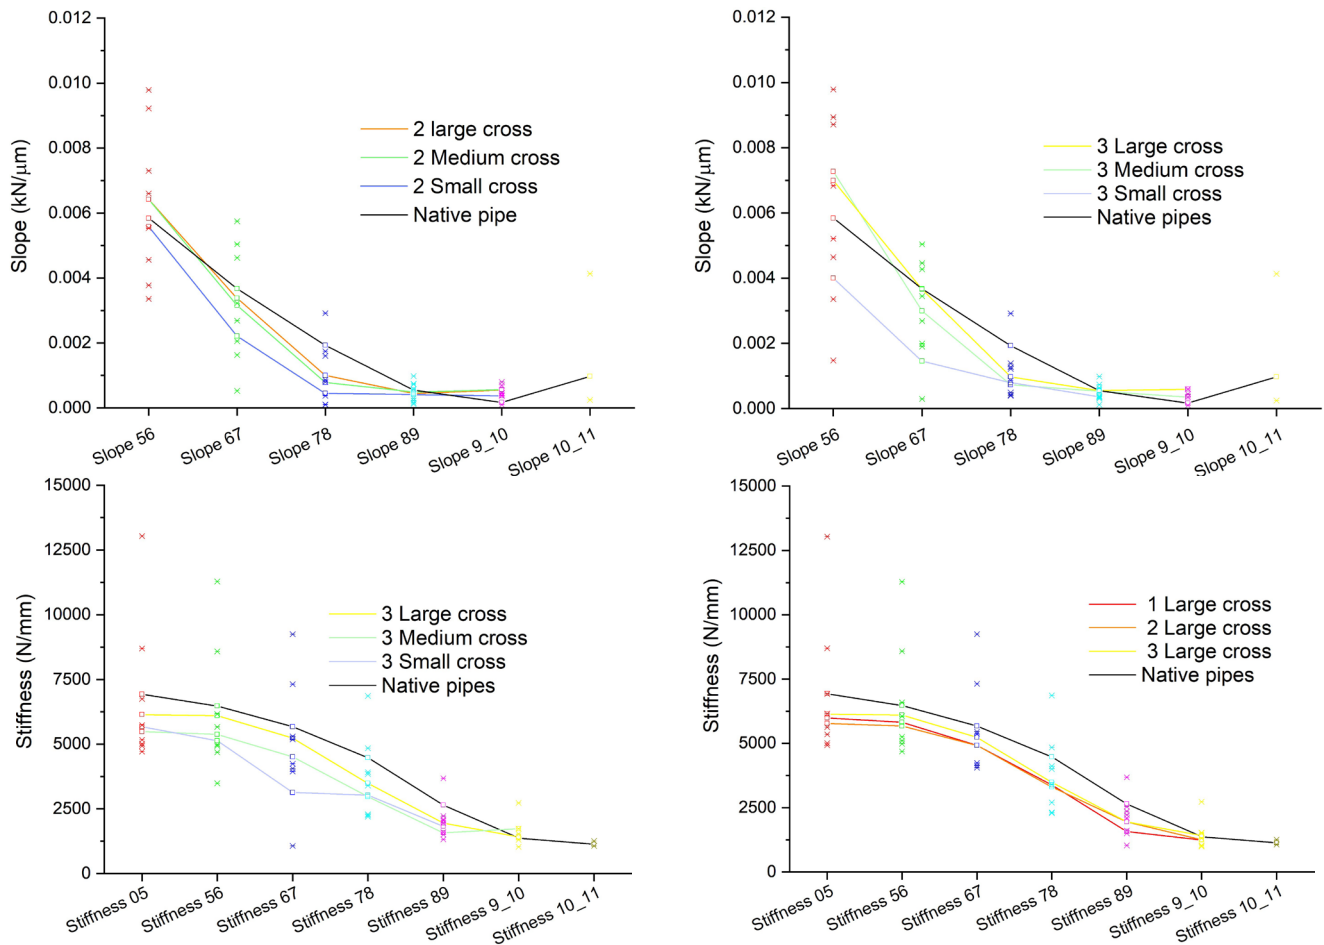 0.012
0.010
0.008
0.006
0.004
0.002
0.000
Slope (kN/μm)
2 large cross
2 Medium cross
2 Small cross
Native pipe
Slope 56
Slope 67
Slope 78
Slope 89
Slope 9_10
Slope 10_11
0.012
0.010
0.008
0.006
0.004
0.002
0.000
Slope (kN/μm)
3 Large cross
3 Medium cross
3 Small cross
Native pipes
Slope 56
Slope 67
Slope 78
Slope 89
Slope 9_10
Slope 10_11
15000
12500
10000
7500
5000
2500
0
Stiffness (N/mm)
3 Large cross
3 Medium cross
3 Small cross
Native pipes
Stiffness 05
Stiffness 56
Stiffness 67
Stiffness 78
Stiffness 89
Stiffness 9_10
Stiffness 10_11
15000
12500
10000
7500
5000
2500
0
Stiffness (N/mm)
1 Large cross
2 Large cross
3 Large cross
Native pipes
Stiffness 05
Stiffness 56
Stiffness 67
Stiffness 78
Stiffness 89
Stiffness 9_10
Stiffness 10_11